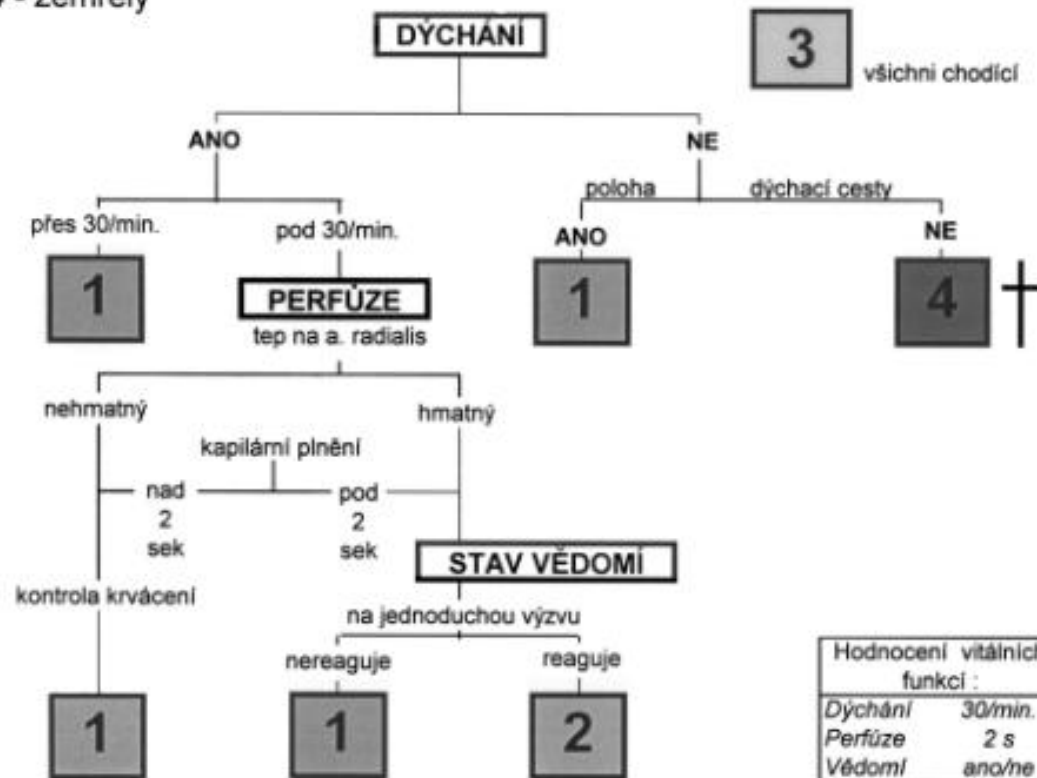 - zemřelý
DÝCHÁNÍ
3
všichni chodící
ANO
NE
poloha
dýchací cesty
přes 30/min.
pod 30/min.
ANO
NE
1
PERFÚZE
1
4
tep na a. radialis
nehmatný
hmatný
kapilární plnění
nad
pod
2
2
sek
sek
STAV VĚDOMÍ
kontrola krvácení
na jednoduchou výzvu
nereaguje
reaguje
1
1
2
Hodnocení vitálníc
funkcí :
Dýchání 30/min.
Perfúze 2 s
Vědomí ano/ne